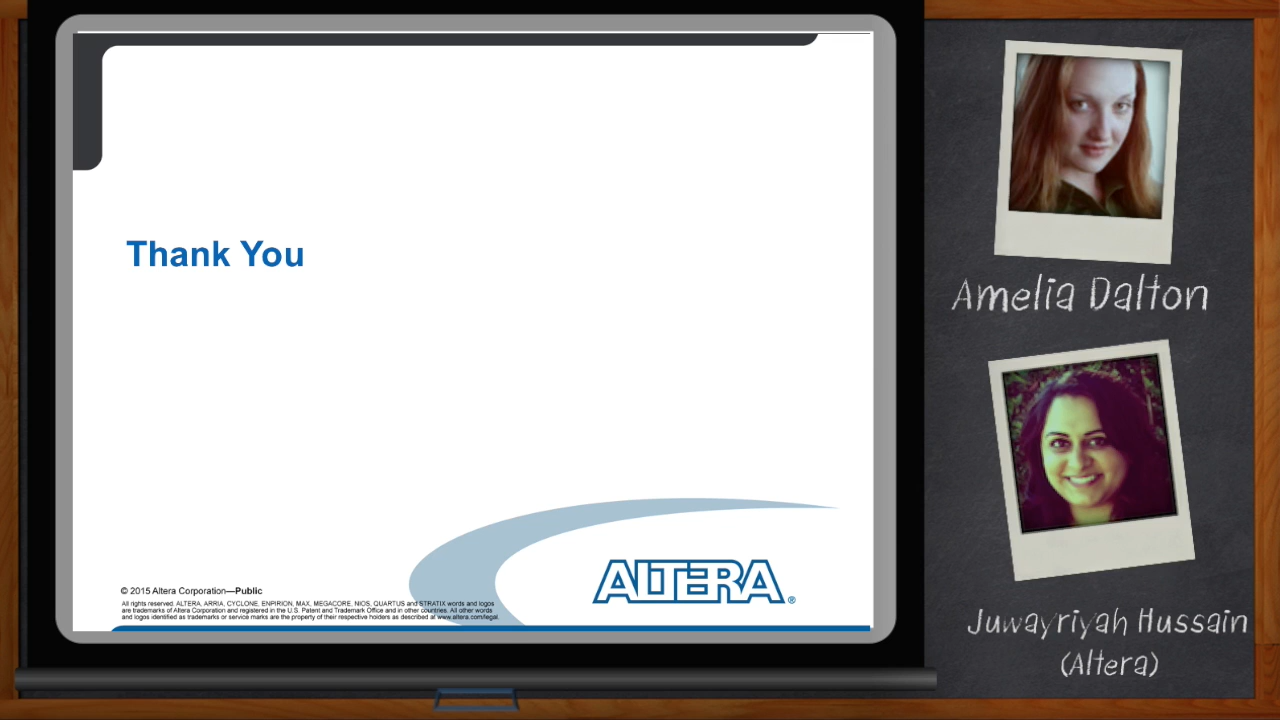 Thank You
ALTERA®
© 2015 Altera Corporation—Public
All rights reserved. ALTERA, ARRIA, CYCLONE, ENPIRION, MAX, MEGACORE, NIOS, QUARTUS and STRATIX words and logos
are trademarks of Altera Corporation and registered in the U.S. Patent and Trademark Office and in other countries. All other words
and logos identified as trademarks or service marks are the property of their respective holders as described at www.altera.com/legal.
Amelia Dalton
Juwayriyah Hussain
(Altera)